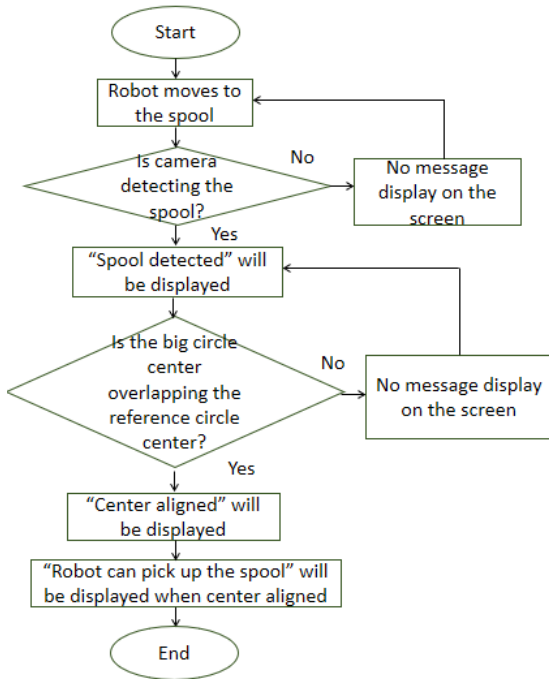 Start
Robot moves to
the spool
Is camera
detecting the
spool?
No
No message
display on the
screen
Yes
“Spool detected” will
be displayed
Is the big circle
center
overlapping the
reference circle
center?
No
No message display
on the screen
Yes
“Center aligned” will
be displayed
“Robot can pick up the spool” will
be displayed when center aligned
End